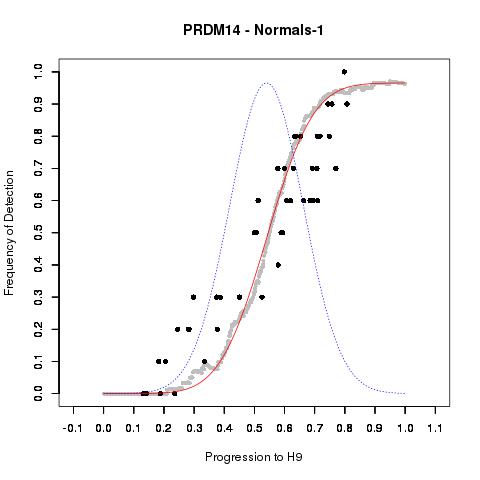 PRDM14 - Normals-1
Frequency of Detection
0.0 0.1 0.2 0.3 0.4 0.5 0.6 0.7 0.8 0.9 1.0
-0.1 0.0 0.1 0.2 0.3 0.4 0.5 0.6 0.7 0.8 0.9 1.0 1.1
Progression to H9